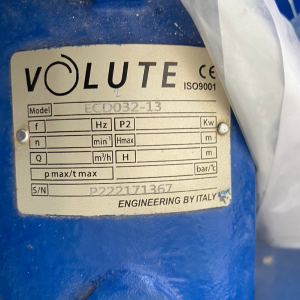 VOLUTE CE
ISO9001
Model ECD032-13
f Hz P2 Kw
n min⁻¹ Hmax m
Q m³/h H m
p max/t max bar/°c
S/N P222171367
ENGINEERING BY ITALY